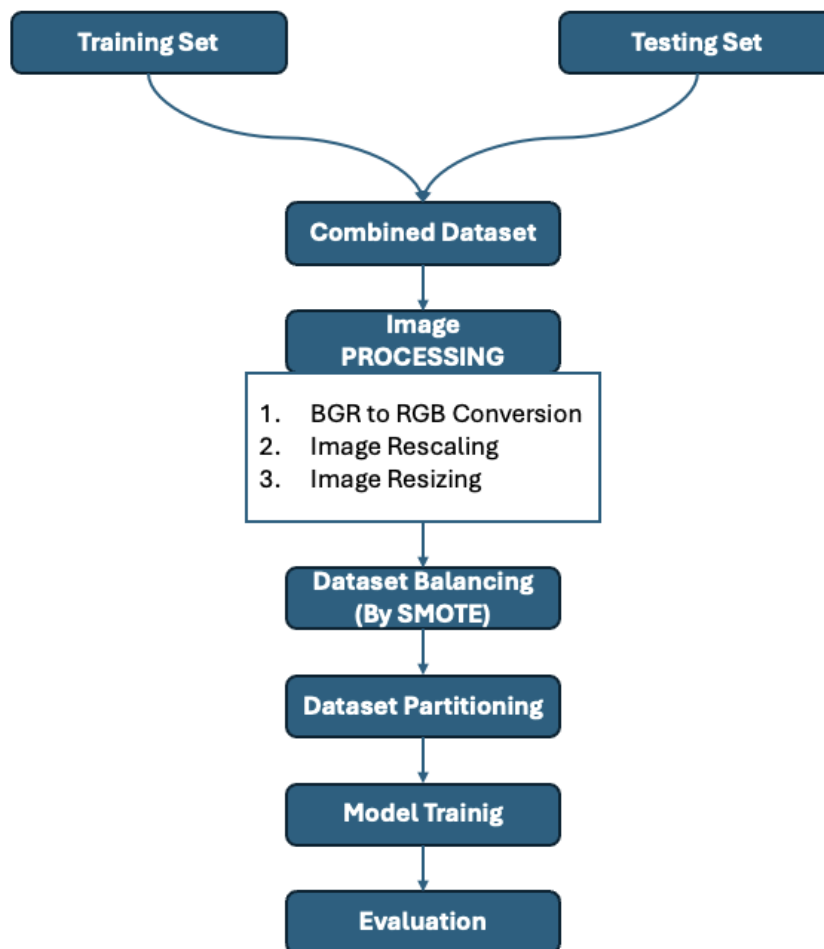 Training Set
Testing Set
Combined Dataset
Image
PROCESSING
1. BGR to RGB Conversion
2. Image Rescaling
3. Image Resizing
Dataset Balancing
(By SMOTE)
Dataset Partitioning
Model Trainig
Evaluation